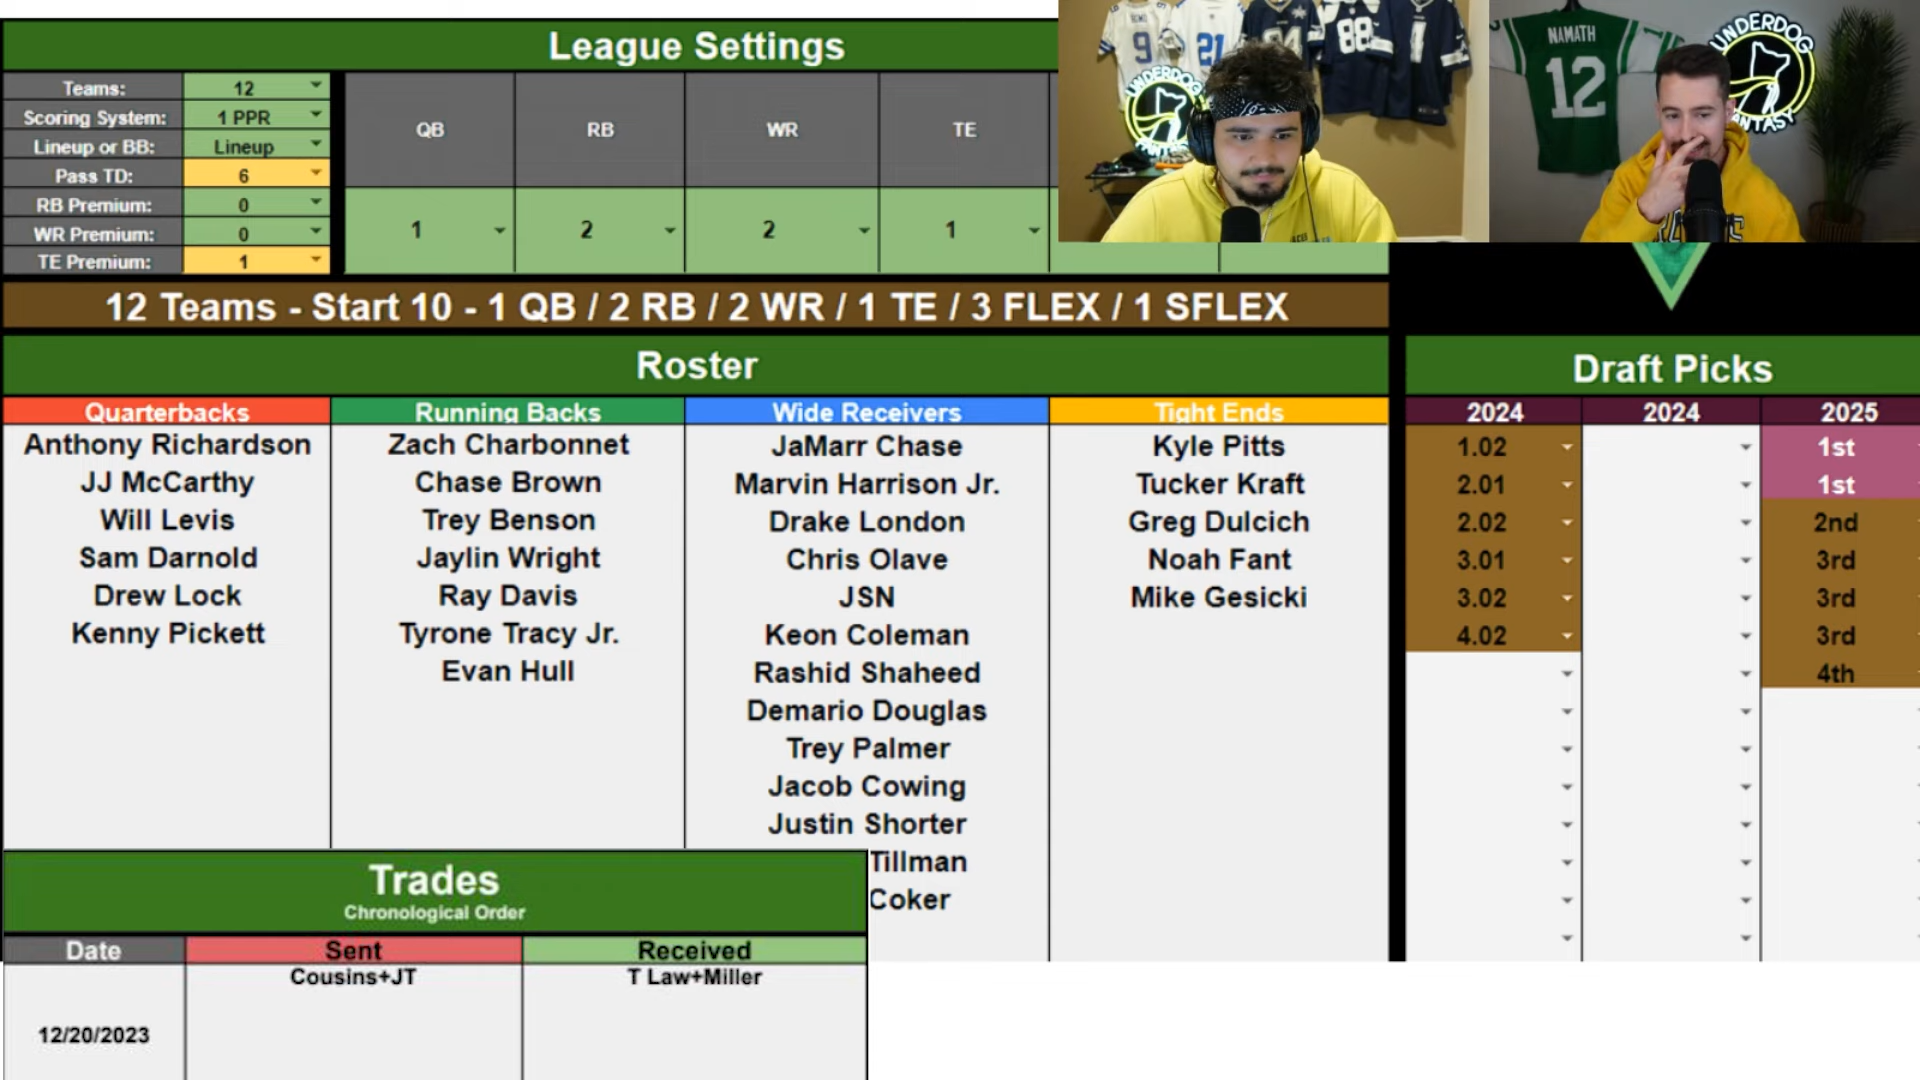 League Settings
Teams: 12
Scoring System: 1 PPR
Lineup or BB: Lineup
Pass TD: 6
RB Premium: 0
WR Premium: 0
TE Premium: 1
QB RB WR TE
1 2 2 1
9 21 88 1
UNDERDOG
NAMATH
12
UNDERDOG
FANTASY
12 Teams - Start 10 - 1 QB / 2 RB / 2 WR / 1 TE / 3 FLEX / 1 SFLEX
Roster
Draft Picks
Quarterbacks Running Backs Wide Receivers Tight Ends 2024 2024 2025
Anthony Richardson Zach Charbonnet JaMarr Chase Kyle Pitts 1.02 1st
JJ McCarthy Chase Brown Marvin Harrison Jr. Tucker Kraft 2.01 1st
Will Levis Trey Benson Drake London Greg Dulcich 2.02 2nd
Sam Darnold Jaylin Wright Chris Olave Noah Fant 3.01 3rd
Drew Lock Ray Davis JSN Mike Gesicki 3.02 3rd
Kenny Pickett Tyrone Tracy Jr. Keon Coleman 4.02 3rd
Evan Hull Rashid Shaheed 4th
Demario Douglas
Trey Palmer
Jacob Cowing
Justin Shorter
Tillman
Coker
Trades
Chronological Order
Date Sent Received
Cousins+JT T Law+Miller
12/20/2023